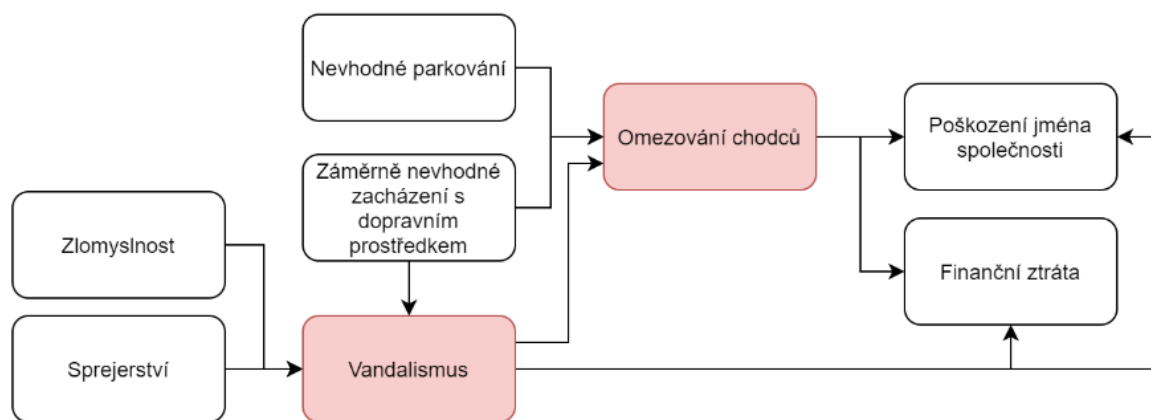 Nevhodné parkování
Omezování chodců
Poškození jména
společnosti
Záměrně nevhodné
zacházení s
dopravním
prostředkem
Zlomyslnost
Finanční ztráta
Sprejerství
Vandalismus